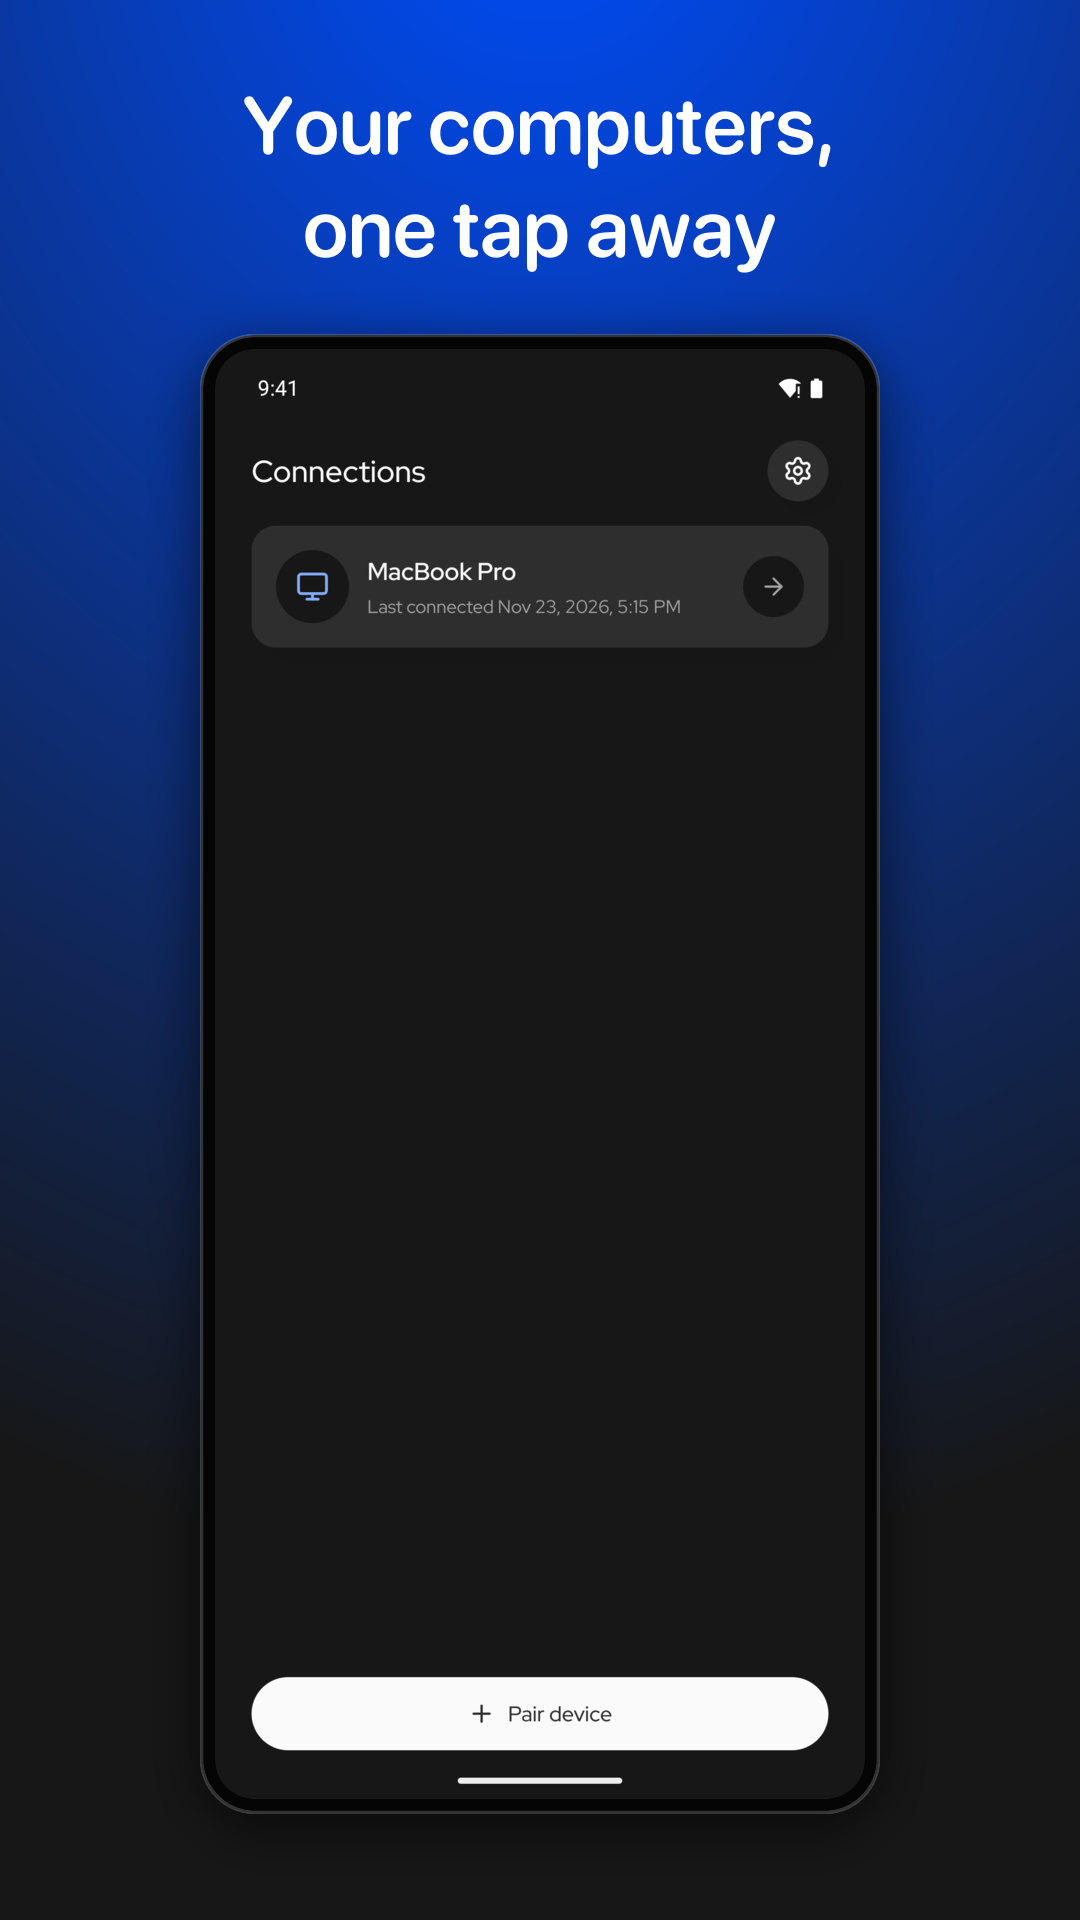 Your computers,
one tap away
9:41
Connections
MacBook Pro
Last connected Nov 23, 2026, 5:15 PM
Pair device